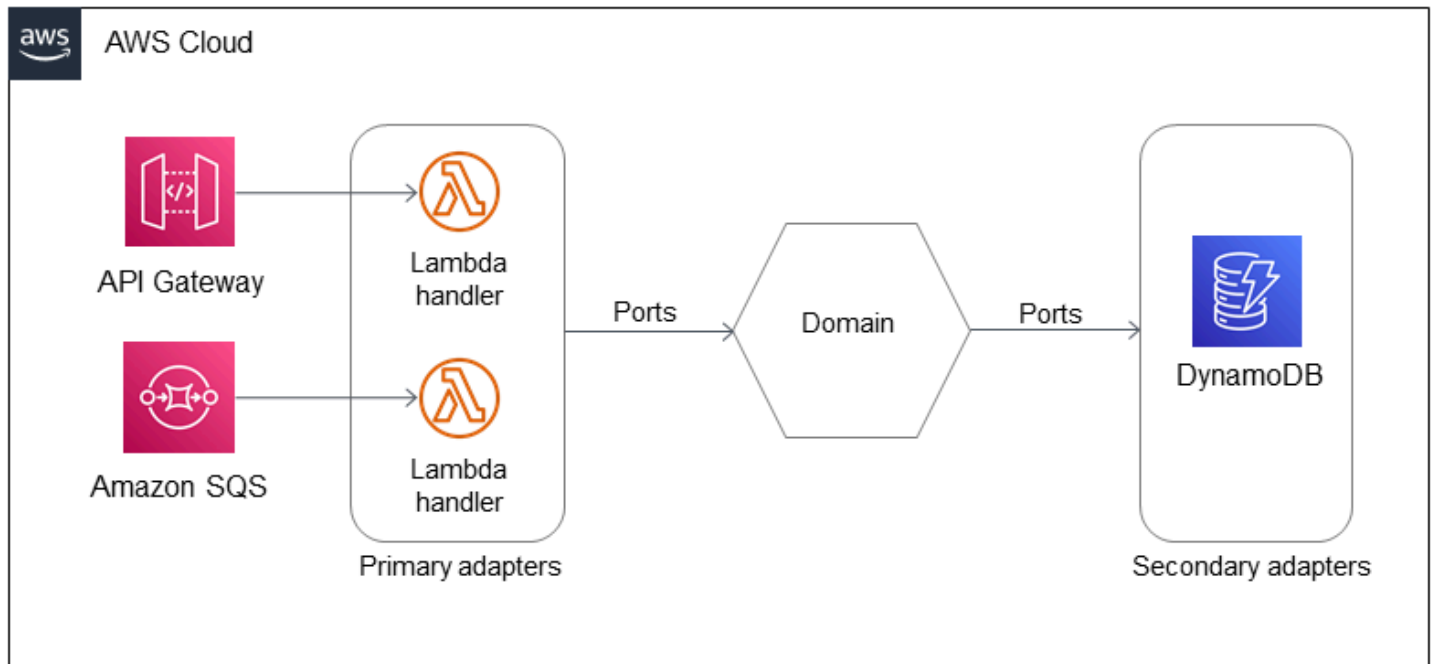 aws
AWS Cloud
API Gateway
Lambda
handler
Amazon SQS
Lambda
handler
Primary adapters
Ports
Domain
Ports
DynamoDB
Secondary adapters